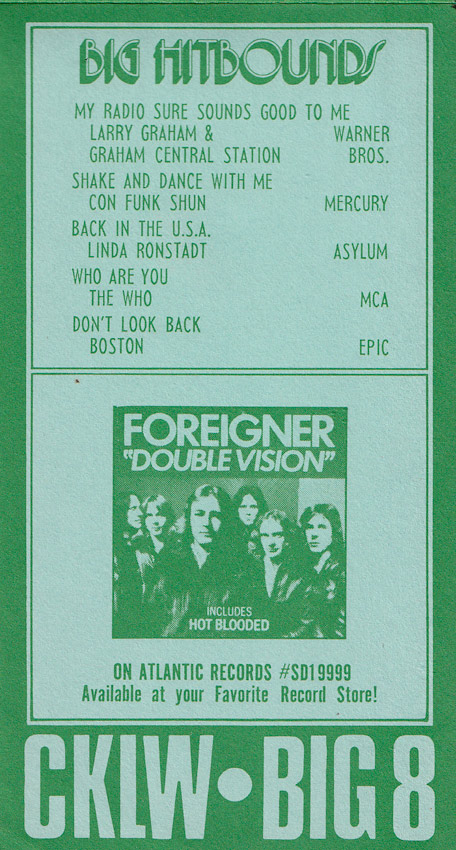 BIG HITBOUNDS
MY RADIO SURE SOUNDS GOOD TO ME
LARRY GRAHAM & WARNER
GRAHAM CENTRAL STATION BROS.
SHAKE AND DANCE WITH ME
CON FUNK SHUN MERCURY
BACK IN THE U.S.A.
LINDA RONSTADT ASYLUM
WHO ARE YOU
THE WHO MCA
DON'T LOOK BACK
BOSTON EPIC
FOREIGNER
"DOUBLE VISION"
INCLUDES
HOT BLOODED
ON ATLANTIC RECORDS #SD19999
Available at your Favorite Record Store!
CKLW•BIG 8